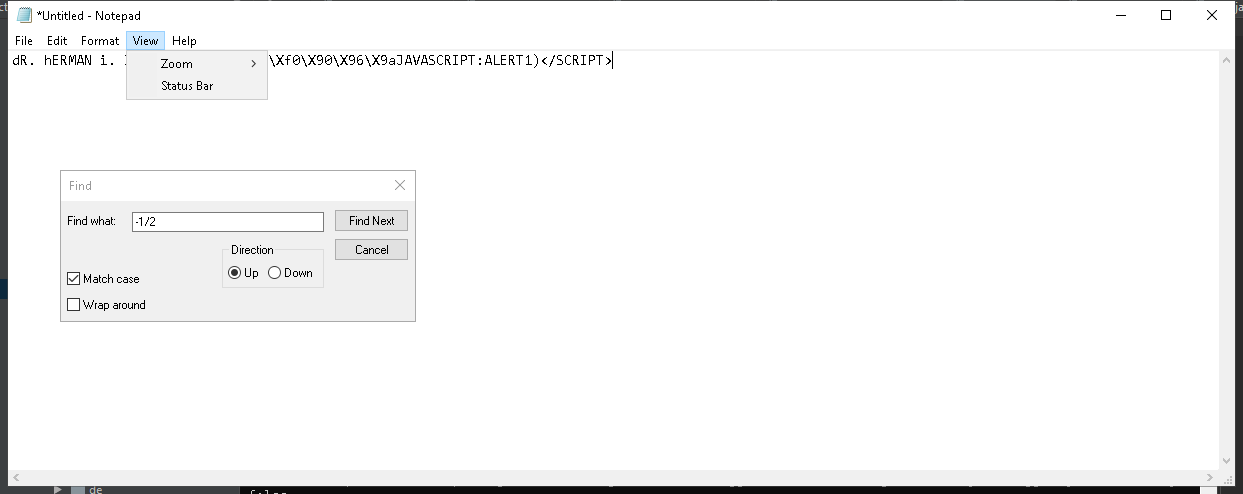 *Untitled - Notepad
File Edit Format View Help
dR. hERMAN i. \Xf0\X90\X96\X9aJAVASCRIPT:ALERT1)</SCRIPT>
Zoom
Status Bar
Find
Find what: -1/2 Find Next
Direction Cancel
Up Down
Match case
Wrap around
de